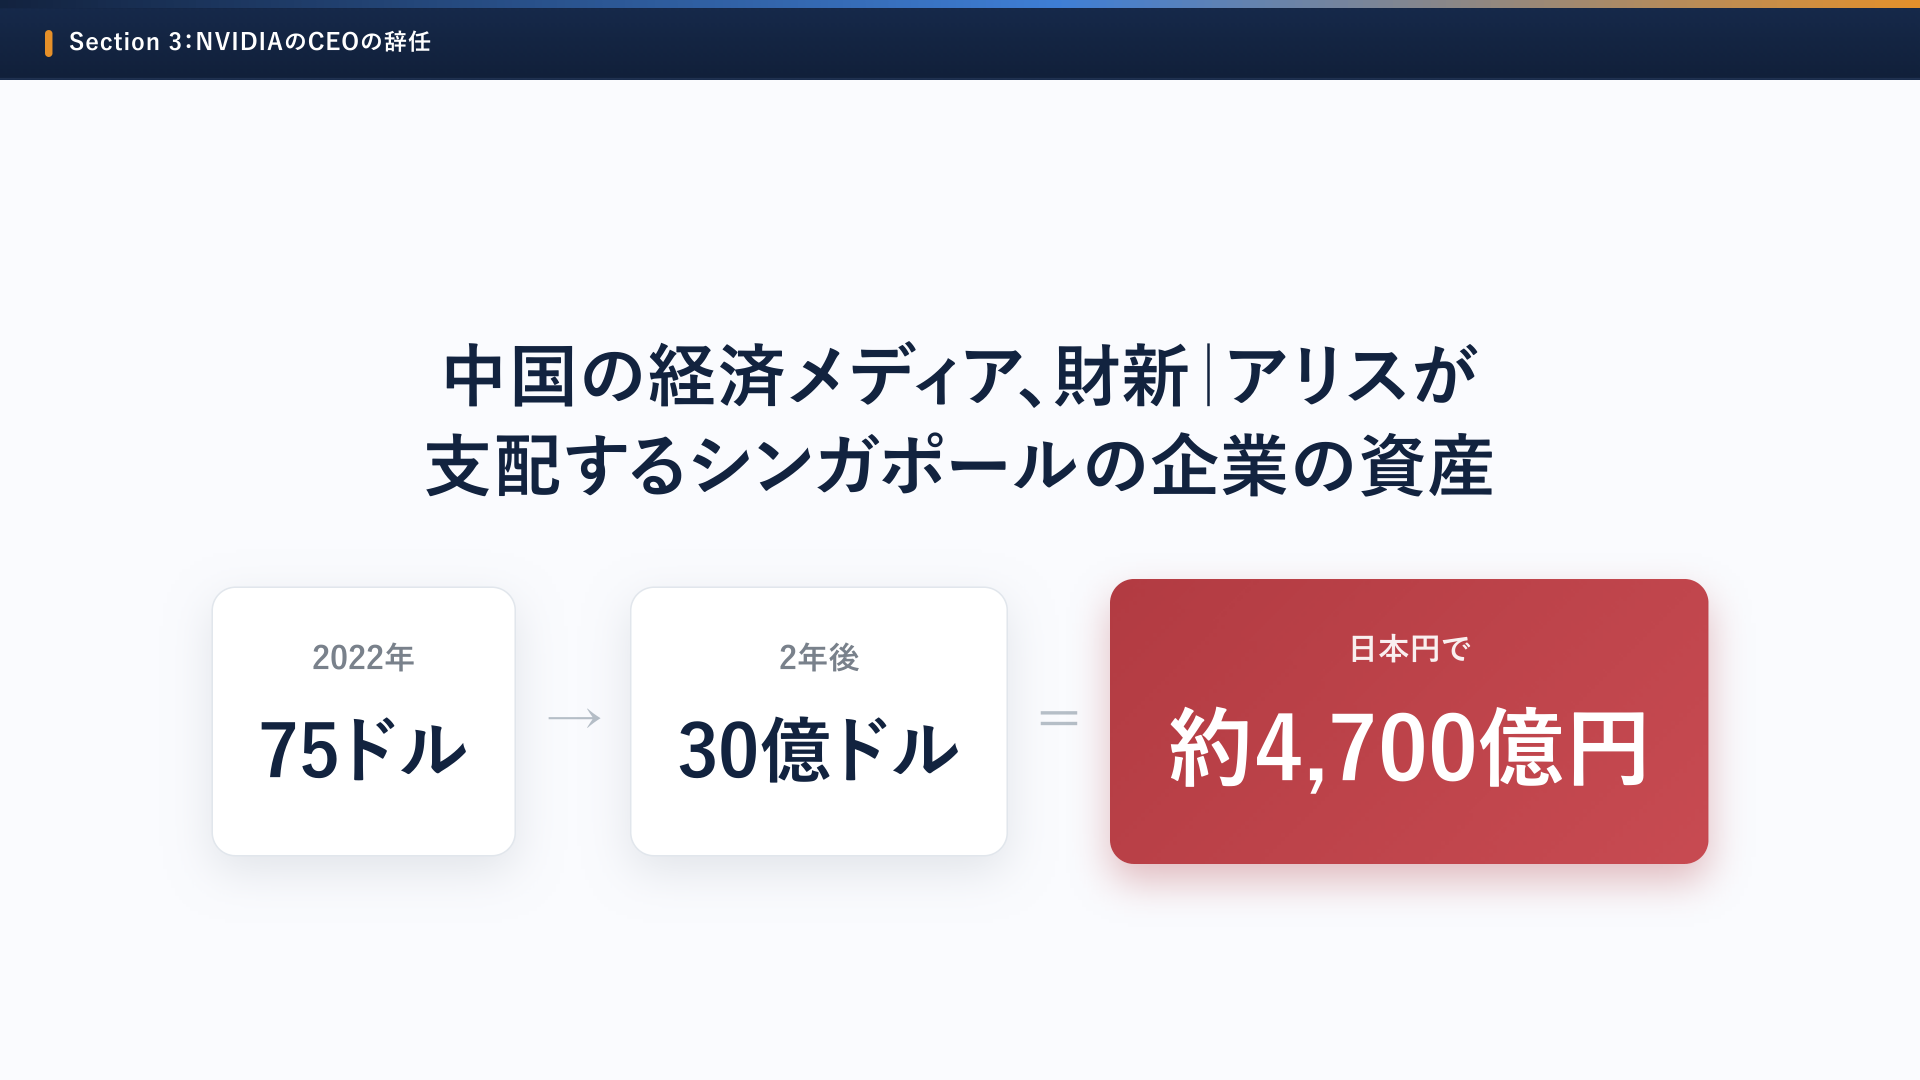 Section 3:NVIDIAのCEOの辞任
中国の経済メディア、財新|アリスが
支配するシンガポールの企業の資産
2022年
75ドル
→
2年後
30億ドル
=
日本円で
約4,700億円